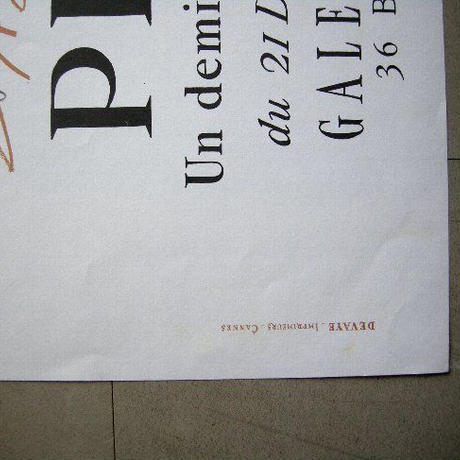 PI
Un demi
du 21 D
GALE
36 B
DEVAYE _ IMPRIMEURS _ CANNES